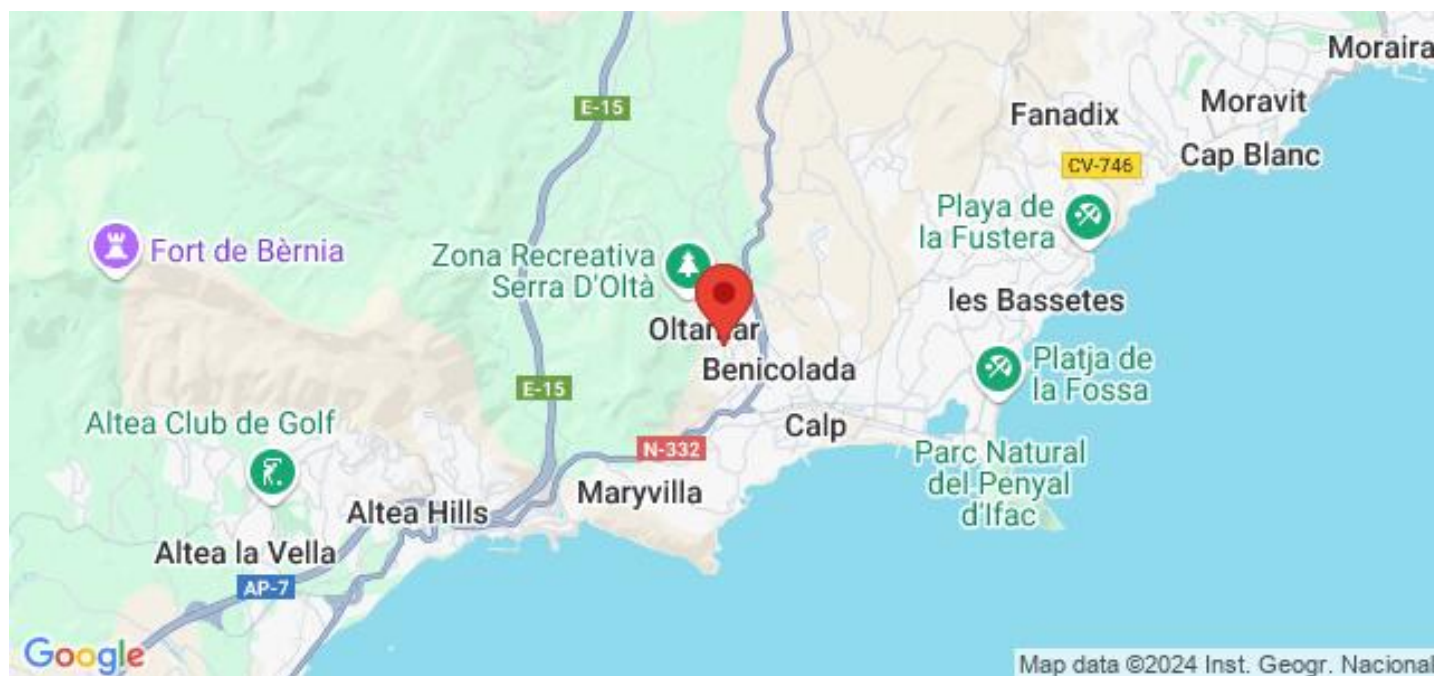 Moraira
E-15
Fanadix
Moravit
Cap Blanc
CV-746
Playa de
la Fustera
Fort de Bèrnia
Zona Recreativa
Serra D'Oltà
les Bassetes
Benicolada
Platja de
la Fossa
E-15
Altea Club de Golf
Calp
N-332
Parc Natural
del Penyal
d'Ifac
Maryvilla
Altea Hills
Altea la Vella
AP-7
Google
Map data ©2024 Inst. Geogr. Nacional